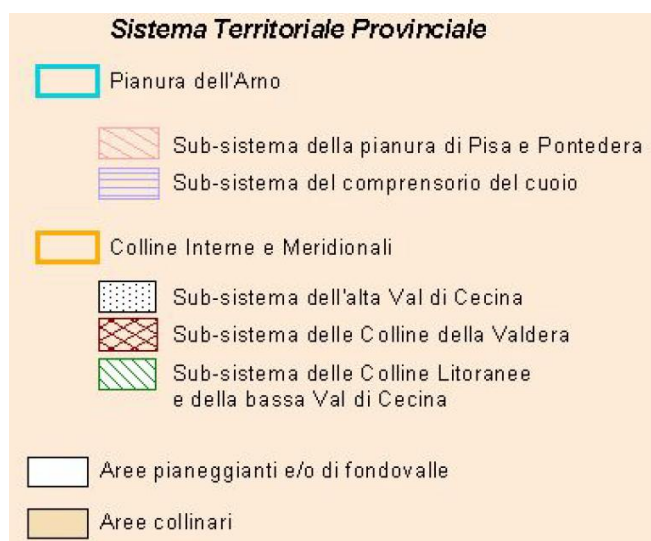 Sistema Territoriale Provinciale
Pianura dell'Arno
Sub-sistema della pianura di Pisa e Pontedera
Sub-sistema del comprensorio del cuoio
Colline Interne e Meridionali
Sub-sistema dell'alta Val di Cecina
Sub-sistema delle Colline della Valdera
Sub-sistema delle Colline Litoranee
e della bassa Val di Cecina
Aree pianeggianti e/o di fondovalle
Aree collinari